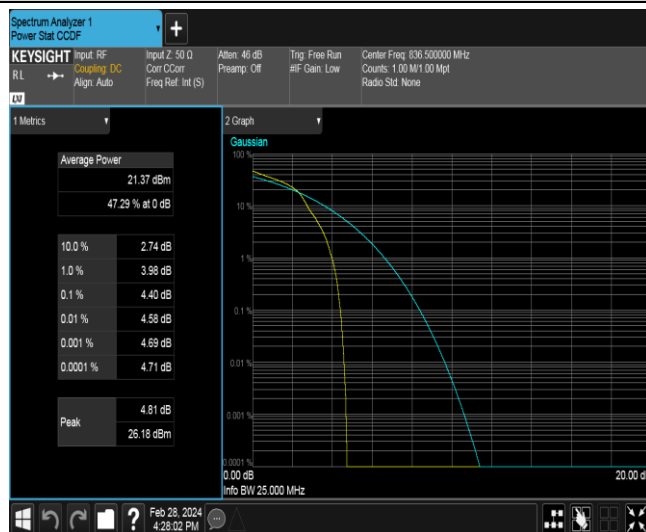 Spectrum Analyzer 1
Power Stat CCDF
+
KEYSIGHT
RL
LXI
Input: RF
Coupling: DC
Align: Auto
Input Z: 50 Ω
Corr CCorr
Freq Ref: Int (S)
Atten: 46 dB
Preamp: Off
Trig: Free Run
#IF Gain: Low
Center Freq: 836.500000 MHz
Counts: 1.00 M/1.00 Mpt
Radio Std: None
1 Metrics
Average Power
21.37 dBm
47.29 % at 0 dB
10.0 % 2.74 dB
1.0 % 3.98 dB
0.1 % 4.40 dB
0.01 % 4.58 dB
0.001 % 4.69 dB
0.0001 % 4.71 dB
Peak
4.81 dB
26.18 dBm
2 Graph
Gaussian
100 %
10 %
1 %
0.1 %
0.01 %
0.001 %
0.0001 %
0.00 dB 20.00 d
Info BW 25.000 MHz
?
Feb 28, 2024
4:28:02 PM